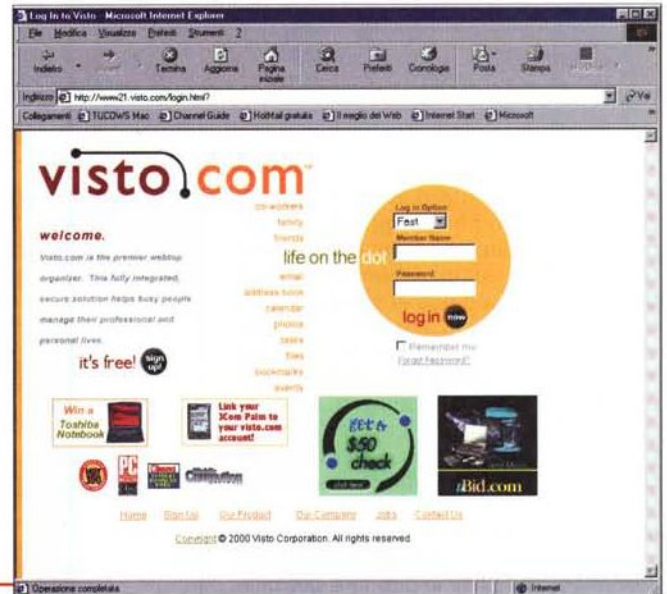 Log In to Visto - Microsoft Internet Explorer
File Modifica Visualizza Preferiti Strumenti ?
Indietro Termina Aggiorna Pagina iniziale Cerca Preferiti Cronologia Posta Stampa
Indirizzo http://www21.visto.com/login.html? Vai
Collegamenti TUCOWS Mac Channel Guide HotMail gratuita Il meglio del Web Internet Start Microsoft
visto.com™
co-workers
family
friends
life on the dot
email
address book
calendar
photos
tasks
files
bookmarks
events
welcome.
Visto.com is the premier webtop
organizer. This fully integrated,
secure solution helps busy people
manage their professional and
personal lives.
it's free! sign up!
Log in Option:
Fast
Member Name
Password
log in now
Remember me
Forgot Password?
Win a
Toshiba
Notebook
Link your
3Com Palm to
your visto.com
account!
get a
$50
check
click here
uBid.com
PC
Home Sign Up Our Product Our Company Jobs Contact Us
Copyright © 2000 Visto Corporation. All rights reserved
Operazione completata Internet